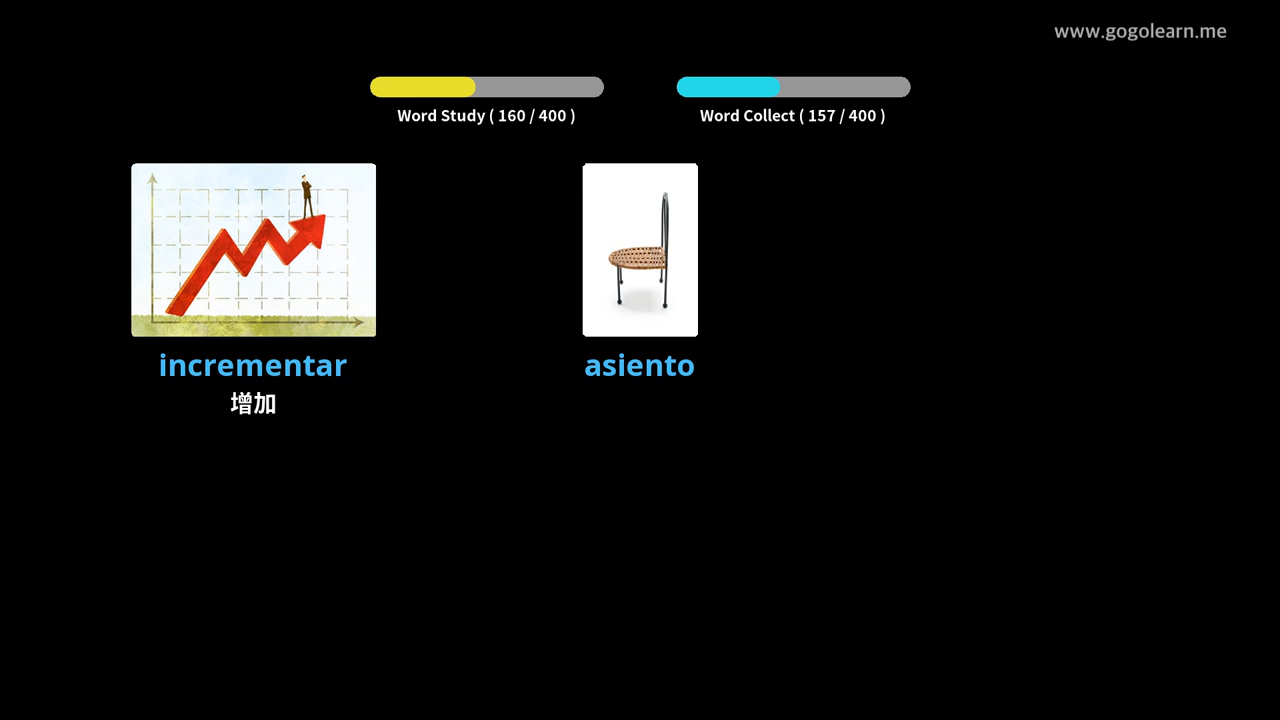 www.gogolearn.me
Word Study ( 160 / 400 )
Word Collect ( 157 / 400 )
incrementar
增加
asiento